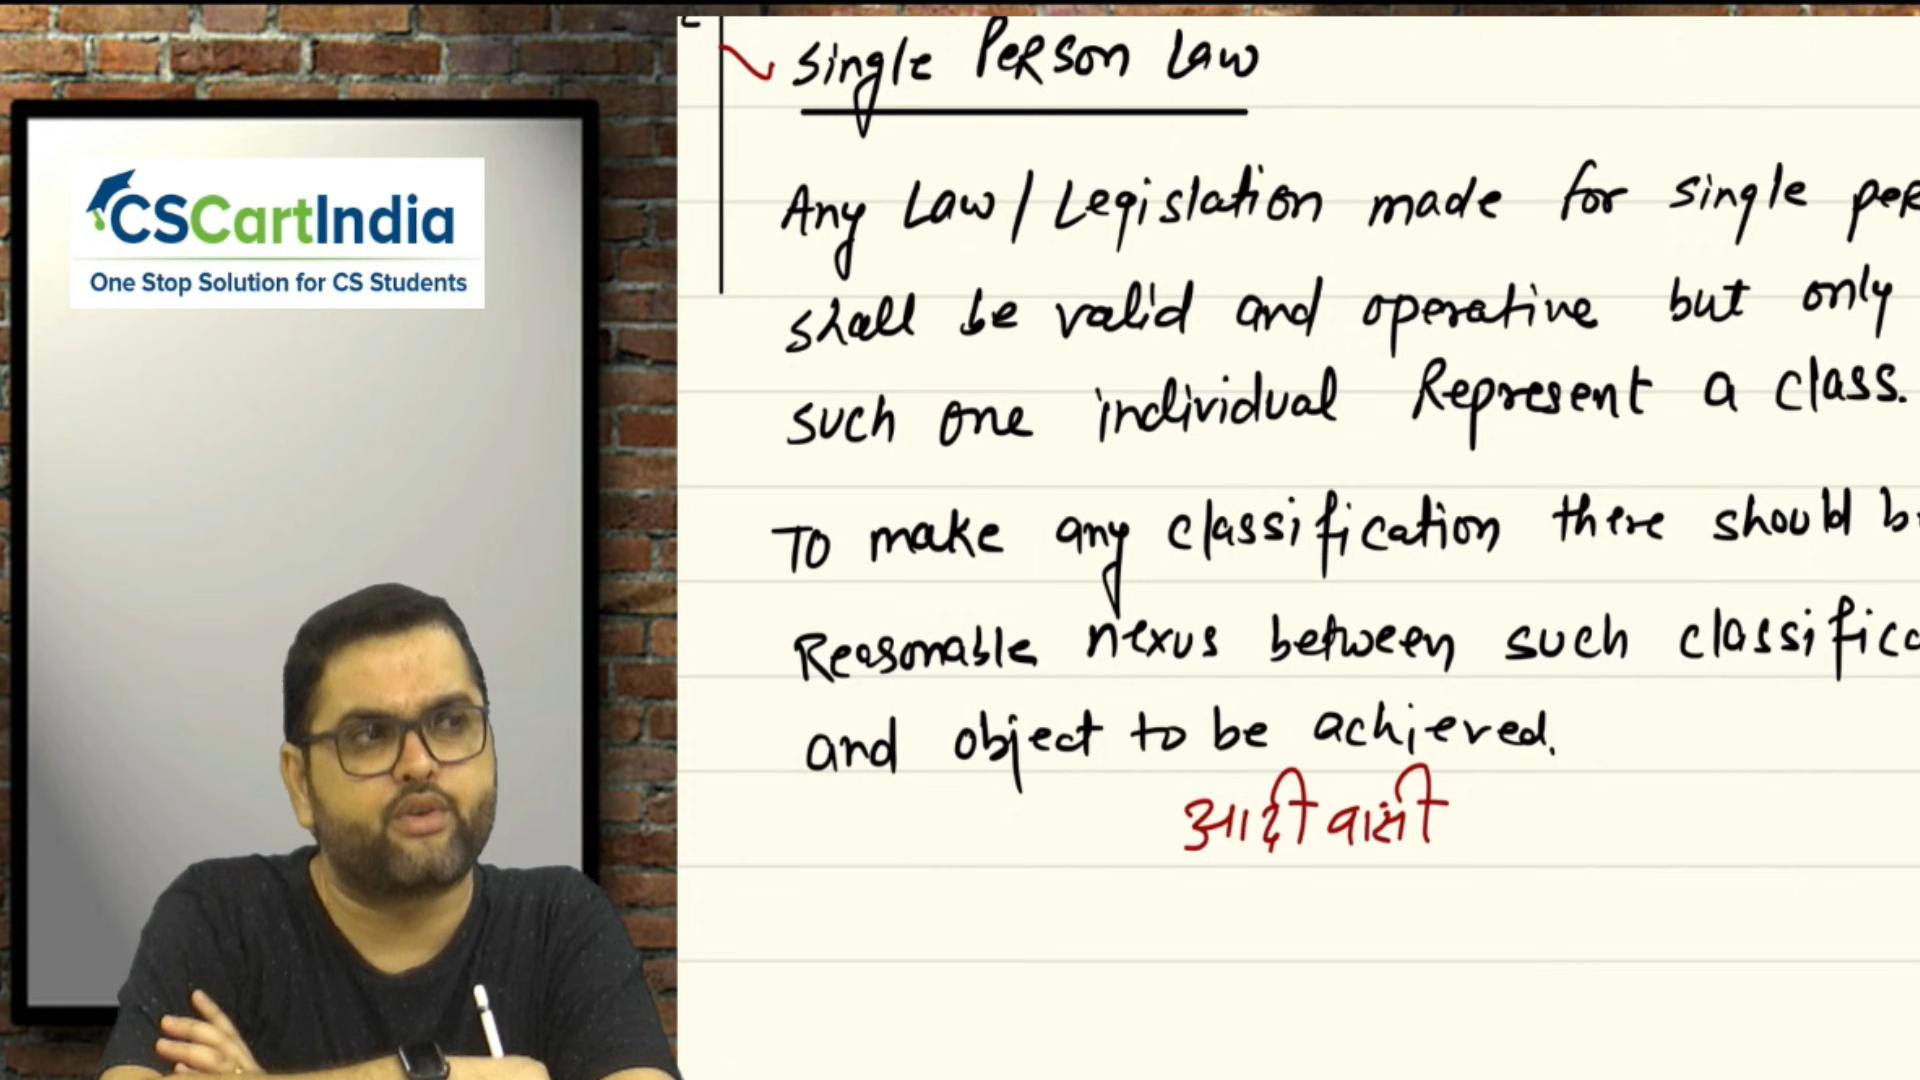 CSCartIndia
One Stop Solution for CS Students
Single Person Law
Any Law / Legislation made for single
shall be valid and operative but only
such one individual Represent a class.
To make any classification there should
Reasonable nexus between such
and object to be achieved.
आदीवासी